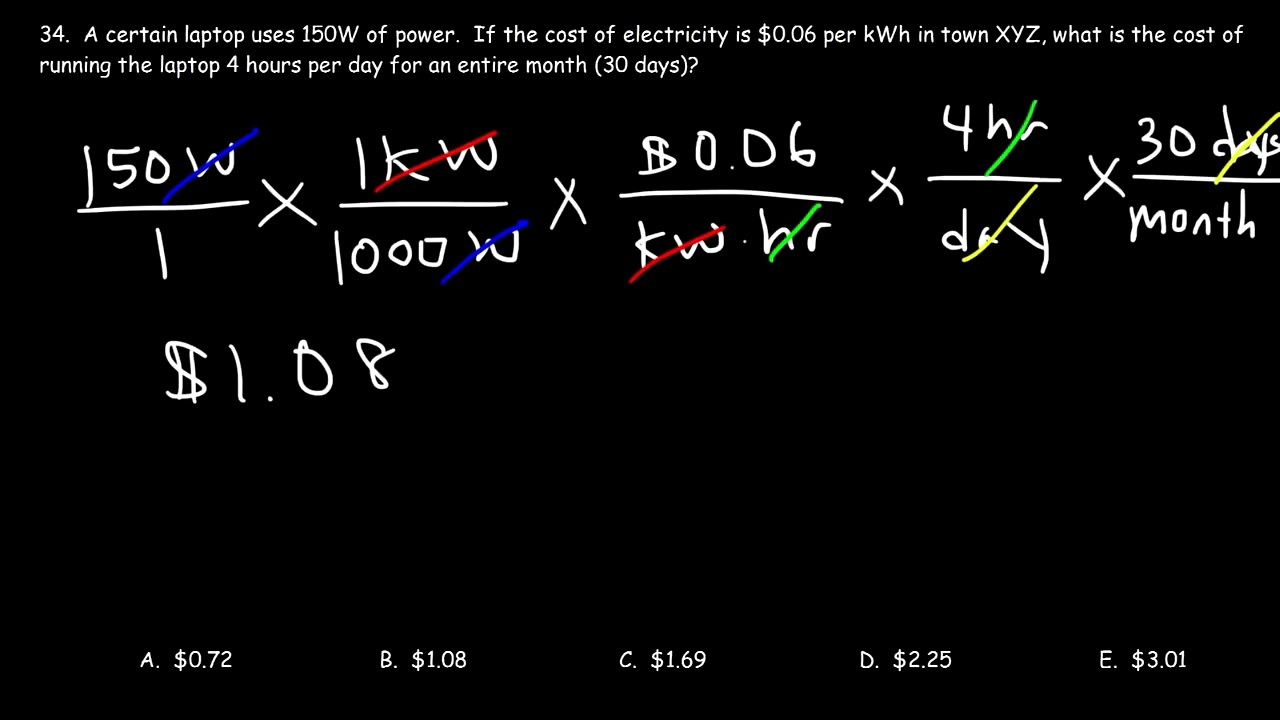 34. A certain laptop uses 150W of power. If the cost of electricity is $0.06 per kWh in town XYZ, what is the cost of
running the laptop 4 hours per day for an entire month (30 days)?
150W 1kW $0.06 4hr 30 days
X X X X
1 1000W kW·hr day month
$1.08
A. $0.72 B. $1.08 C. $1.69 D. $2.25 E. $3.01